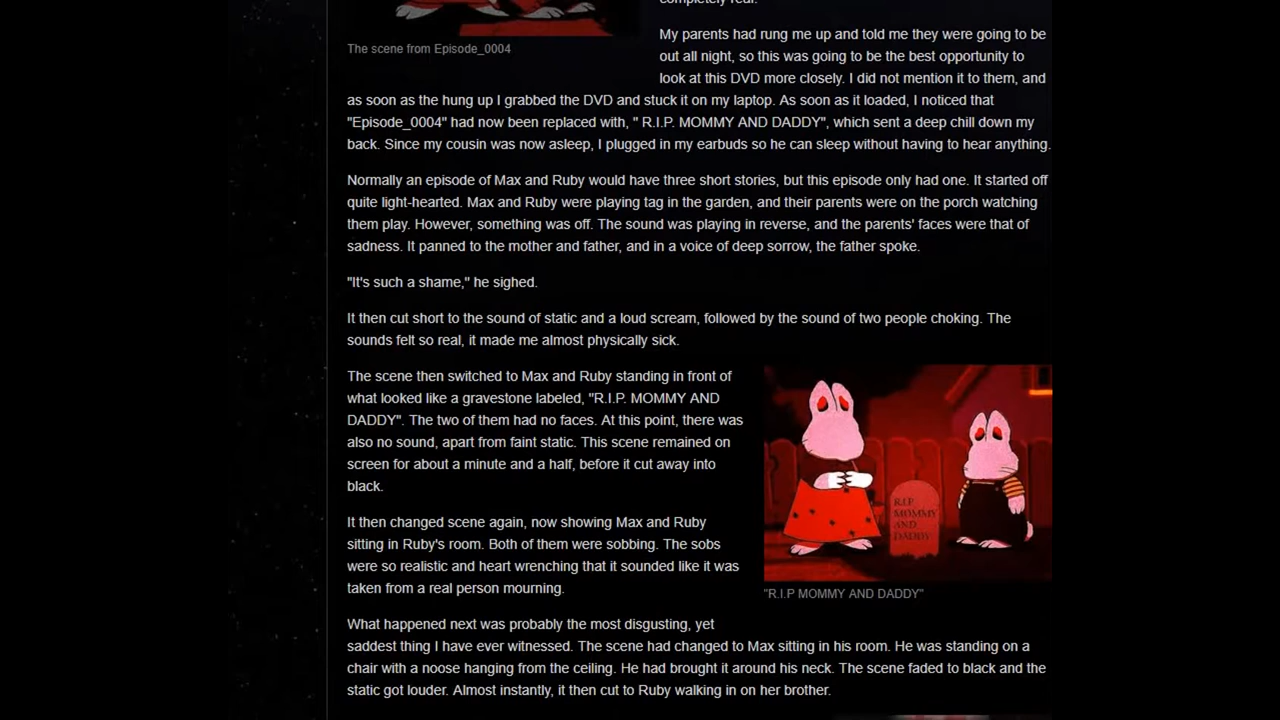 completely real.
The scene from Episode_0004
My parents had rung me up and told me they were going to be
out all night, so this was going to be the best opportunity to
look at this DVD more closely. I did not mention it to them, and
as soon as the hung up I grabbed the DVD and stuck it on my laptop. As soon as it loaded, I noticed that
"Episode_0004" had now been replaced with, " R.I.P. MOMMY AND DADDY", which sent a deep chill down my
back. Since my cousin was now asleep, I plugged in my earbuds so he can sleep without having to hear anything.
Normally an episode of Max and Ruby would have three short stories, but this episode only had one. It started off
quite light-hearted. Max and Ruby were playing tag in the garden, and their parents were on the porch watching
them play. However, something was off. The sound was playing in reverse, and the parents' faces were that of
sadness. It panned to the mother and father, and in a voice of deep sorrow, the father spoke.
"It's such a shame," he sighed.
It then cut short to the sound of static and a loud scream, followed by the sound of two people choking. The
sounds felt so real, it made me almost physically sick.
The scene then switched to Max and Ruby standing in front of
what looked like a gravestone labeled, "R.I.P. MOMMY AND
DADDY". The two of them had no faces. At this point, there was
also no sound, apart from faint static. This scene remained on
screen for about a minute and a half, before it cut away into
black.
R.I.P
MOMMY
AND
DADDY
It then changed scene again, now showing Max and Ruby
sitting in Ruby's room. Both of them were sobbing. The sobs
were so realistic and heart wrenching that it sounded like it was
taken from a real person mourning.
"R.I.P MOMMY AND DADDY"
What happened next was probably the most disgusting, yet
saddest thing I have ever witnessed. The scene had changed to Max sitting in his room. He was standing on a
chair with a noose hanging from the ceiling. He had brought it around his neck. The scene faded to black and the
static got louder. Almost instantly, it then cut to Ruby walking in on her brother.